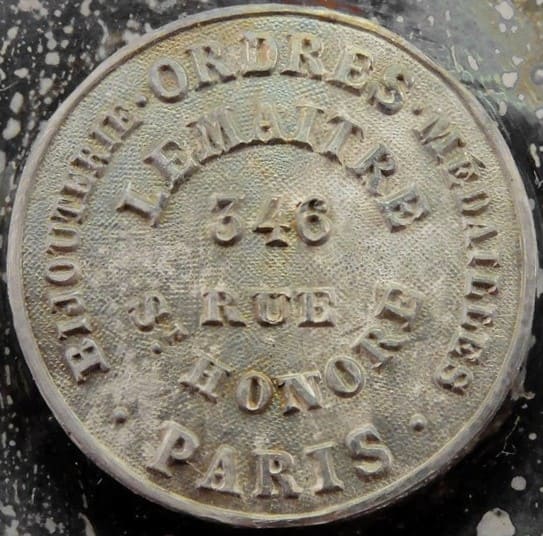 BIJOUTERIE · ORDRES · MÉDAILLES
LEMAITRE
346
RUE
ST HONORÉ
· PARIS ·